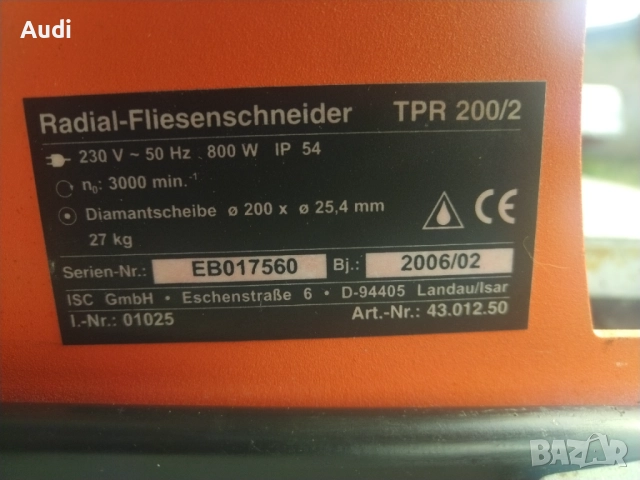 Audi
Radial-Fliesenschneider TPR 200/2
230 V ~ 50 Hz 800 W IP 54
n₀: 3000 min.⁻¹
Diamantscheibe ø 200 x ø 25,4 mm
27 kg
CE
Serien-Nr.: EB017560 Bj.: 2006/02
ISC GmbH • Eschenstraße 6 • D-94405 Landau/Isar
I.-Nr.: 01025 Art.-Nr.: 43.012.50
BAZAR